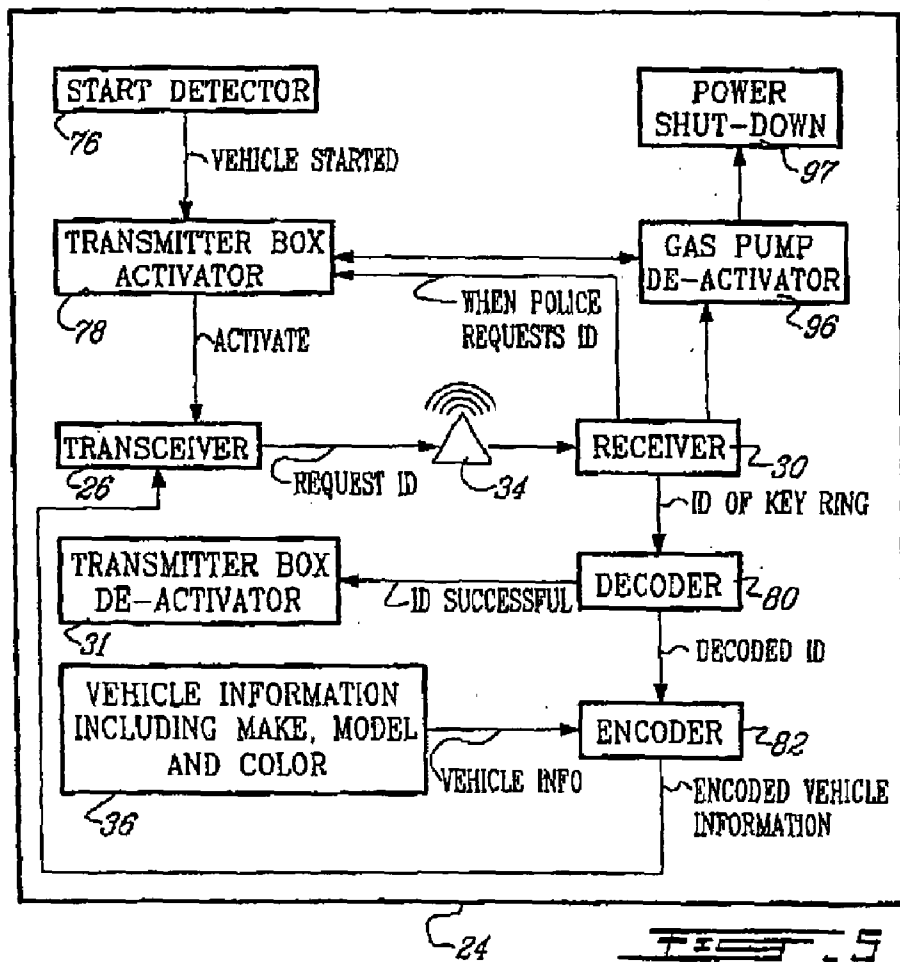 START DETECTOR
76
POWER
SHUT-DOWN
97
VEHICLE STARTED
TRANSMITTER BOX
ACTIVATOR
78
GAS PUMP
DE-ACTIVATOR
96
WHEN POLICE
REQUESTS ID
ACTIVATE
TRANSCEIVER
26
REQUEST ID
34
RECEIVER
30
ID OF KEY RING
TRANSMITTER BOX
DE-ACTIVATOR
31
ID SUCCESSFUL
DECODER
80
DECODED ID
VEHICLE INFORMATION
INCLUDING MAKE, MODEL
AND COLOR
36
VEHICLE INFO
ENCODER
82
ENCODED VEHICLE
INFORMATION
24
FIG. 5